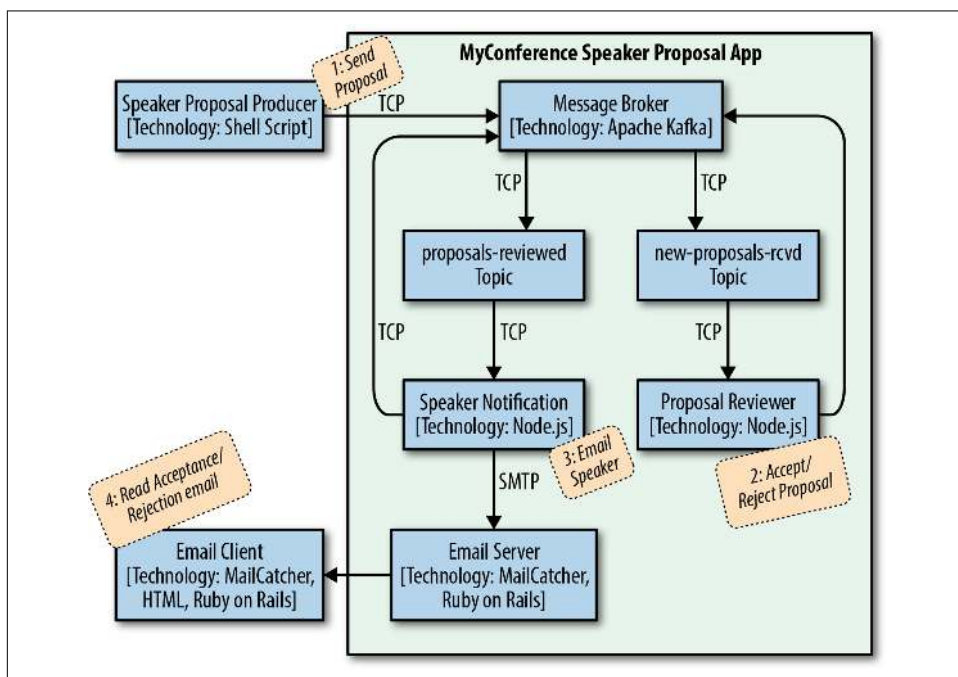 MyConference Speaker Proposal App
1: Send
Proposal
Speaker Proposal Producer
[Technology: Shell Script]
TCP
Message Broker
[Technology: Apache Kafka]
TCP
TCP
proposals-reviewed
Topic
new-proposals-rcvd
Topic
TCP
TCP
TCP
Speaker Notification
[Technology: Node.js]
Proposal Reviewer
[Technology: Node.js]
3: Email
Speaker
2: Accept/
Reject Proposal
SMTP
4: Read Acceptance/
Rejection email
Email Client
[Technology: MailCatcher,
HTML, Ruby on Rails]
Email Server
[Technology: MailCatcher,
Ruby on Rails]